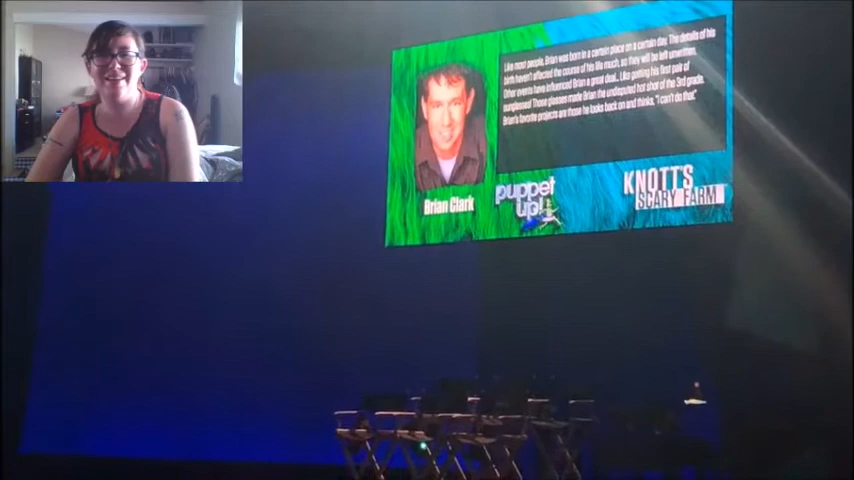 Like most people, Brian was born in a certain place on a certain day. The details of his
birth haven't affected the course of his life much, so they will be left unwritten.
Other events have influenced Brian a great deal... Like getting his first pair of
sunglasses! Those glasses made Brian the undisputed hot shot of the 3rd grade.
Brian's favorite projects are those he looks back on and thinks, "I can't do that."
Brian Clark
puppet
up!
KNOTT'S
SCARY FARM